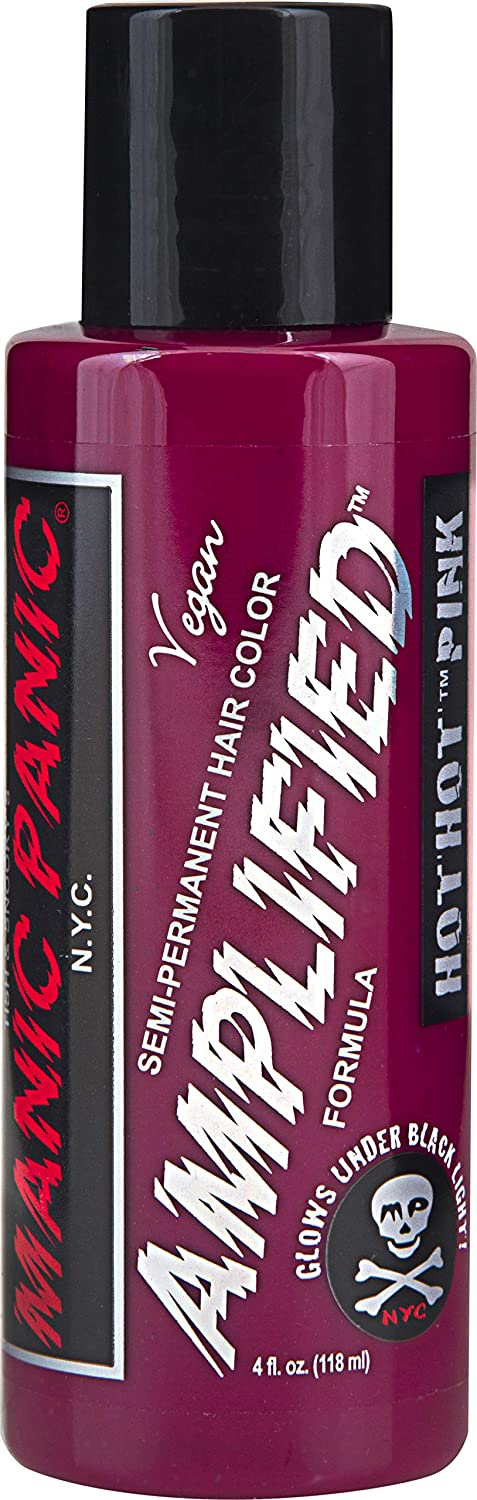 MANIC PANIC®
N.Y.C.
Vegan
SEMI-PERMANENT HAIR COLOR
AMPLIFIED™
FORMULA
HOT HOT™ PINK
GLOWS UNDER BLACK LIGHT!
MP
NYC
4 fl. oz. (118 ml)